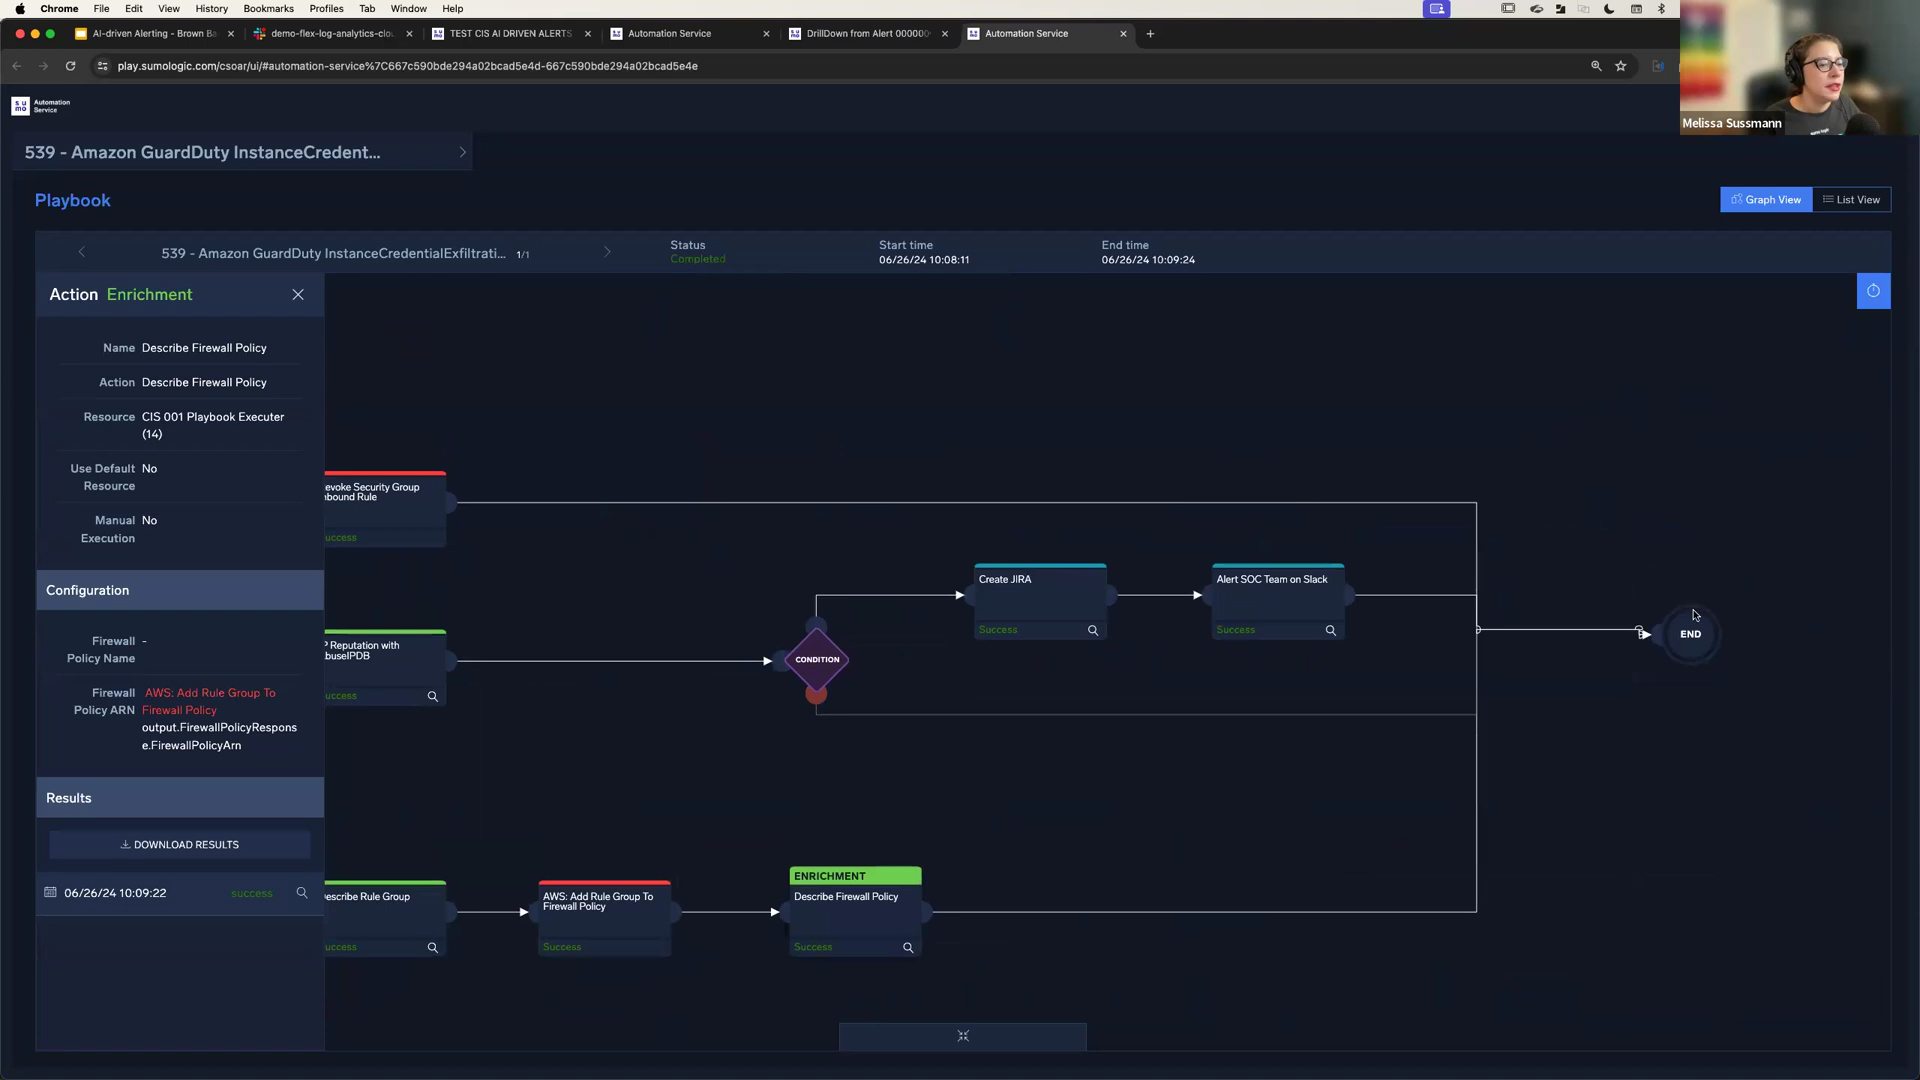 Chrome File Edit View History Bookmarks Profiles Tab Window Help
AI-driven Alerting - Brown Ba
demo-flex-log-analytics-clou
TEST CIS AI DRIVEN ALERTS
Automation Service
DrillDown from Alert 0000000
Automation Service
play.sumologic.com/csoar/ui/#automation-service%7C667c590bde294a02bcad5e4d-667c590bde294a02bcad5e4e
Melissa Sussmann
su
mo
Automation
Service
539 - Amazon GuardDuty InstanceCredent...
Playbook
Graph View
List View
539 - Amazon GuardDuty InstanceCredentialExfiltrati... 1/1
Status
Completed
Start time
06/26/24 10:08:11
End time
06/26/24 10:09:24
Action Enrichment
Name Describe Firewall Policy
Action Describe Firewall Policy
Resource CIS 001 Playbook Executer
(14)
Use Default No
Resource
Manual No
Execution
Configuration
Firewall -
Policy Name
Firewall AWS: Add Rule Group To
Policy ARN Firewall Policy
output.FirewallPolicyRespons
e.FirewallPolicyArn
Results
DOWNLOAD RESULTS
06/26/24 10:09:22 success
evoke Security Group
nbound Rule
uccess
P Reputation with
buseIPDB
uccess
CONDITION
Create JIRA
Success
Alert SOC Team on Slack
Success
END
escribe Rule Group
uccess
AWS: Add Rule Group To
Firewall Policy
Success
ENRICHMENT
Describe Firewall Policy
Success